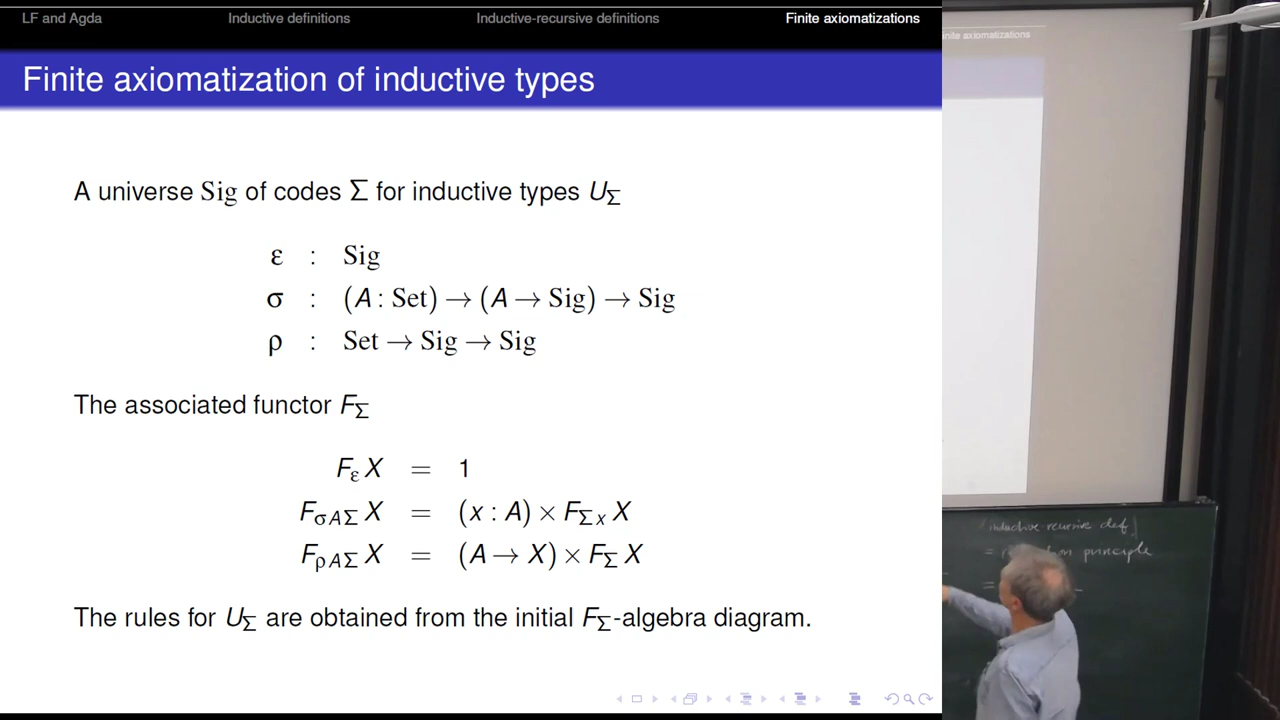 LF and Agda Inductive definitions Inductive-recursive definitions Finite axiomatizations
Finite axiomatization of inductive types
A universe Sig of codes Σ for inductive types U_Σ
ε : Sig
σ : (A : Set) → (A → Sig) → Sig
ρ : Set → Sig → Sig
The associated functor F_Σ
F_ε X = 1
F_σAΣ X = (x : A) × F_Σx X
F_ρAΣ X = (A → X) × F_Σ X
The rules for U_Σ are obtained from the initial F_Σ-algebra diagram.
finite axiomatizations
inductive recursive def
= principle
=